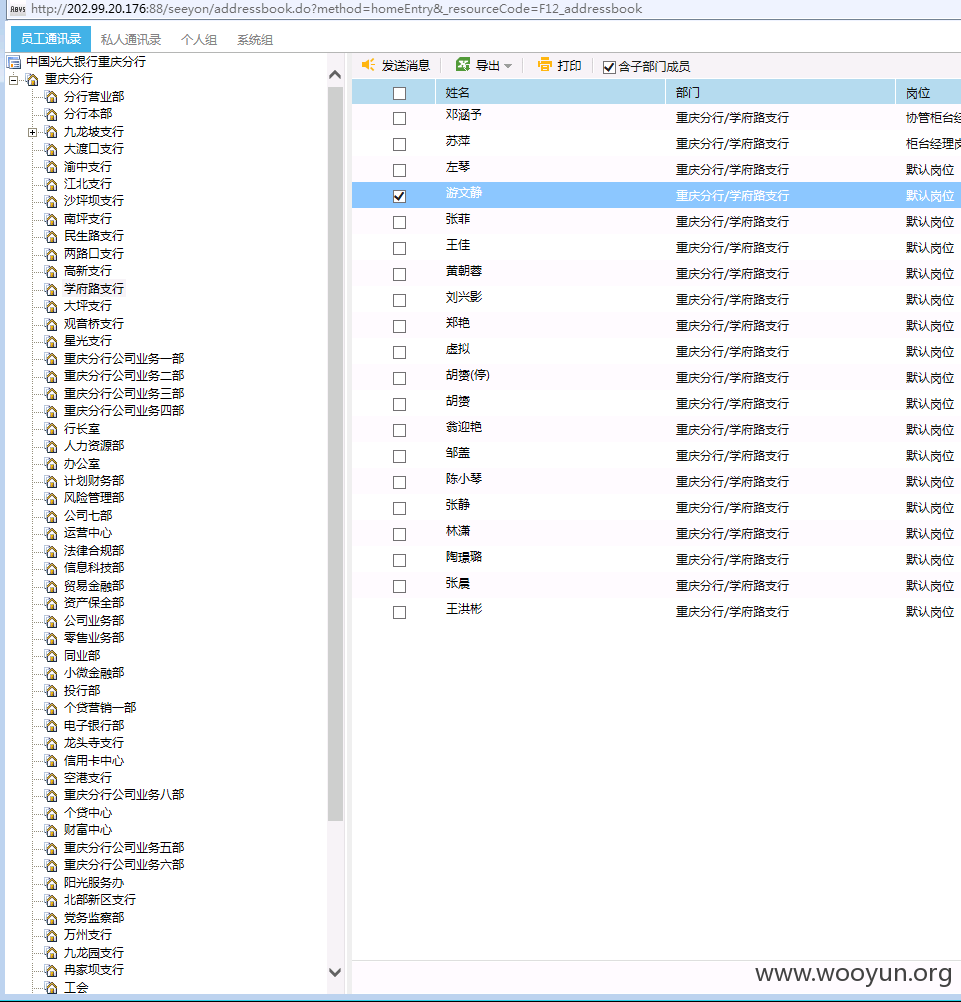 http://202.99.20.176:88/seeyon/addressbook.do?method=homeEntry&_resourceCode=F12_addressbook
员工通讯录 私人通讯录 个人组 系统组
中国光大银行重庆分行
重庆分行
分行营业部
分行本部
九龙坡支行
大渡口支行
渝中支行
江北支行
沙坪坝支行
南坪支行
民生路支行
两路口支行
高新支行
学府路支行
大坪支行
观音桥支行
星光支行
重庆分行公司业务一部
重庆分行公司业务二部
重庆分行公司业务三部
重庆分行公司业务四部
行长室
人力资源部
办公室
计划财务部
风险管理部
公司七部
运营中心
法律合规部
信息科技部
贸易金融部
资产保全部
公司业务部
零售业务部
同业部
小微金融部
投行部
个贷营销一部
电子银行部
龙头寺支行
信用卡中心
空港支行
重庆分行公司业务八部
个贷中心
财富中心
重庆分行公司业务五部
重庆分行公司业务六部
阳光服务办
北部新区支行
党务监察部
万州支行
九龙园支行
冉家坝支行
工会
发送消息 导出 打印 含子部门成员
姓名 部门 岗位
邓涵予 重庆分行/学府路支行 协管柜台经
苏萍 重庆分行/学府路支行 柜台经理岗
左琴 重庆分行/学府路支行 默认岗位
游文静 重庆分行/学府路支行 默认岗位
张菲 重庆分行/学府路支行 默认岗位
王佳 重庆分行/学府路支行 默认岗位
黄朝蓉 重庆分行/学府路支行 默认岗位
刘兴影 重庆分行/学府路支行 默认岗位
郑艳 重庆分行/学府路支行 默认岗位
虚拟 重庆分行/学府路支行 默认岗位
胡赟(停) 重庆分行/学府路支行 默认岗位
胡赟 重庆分行/学府路支行 默认岗位
翁迎艳 重庆分行/学府路支行 默认岗位
邹盖 重庆分行/学府路支行 默认岗位
陈小琴 重庆分行/学府路支行 默认岗位
张静 重庆分行/学府路支行 默认岗位
林潇 重庆分行/学府路支行 默认岗位
陶璟璐 重庆分行/学府路支行 默认岗位
张晨 重庆分行/学府路支行 默认岗位
王洪彬 重庆分行/学府路支行 默认岗位
www.wooyun.org